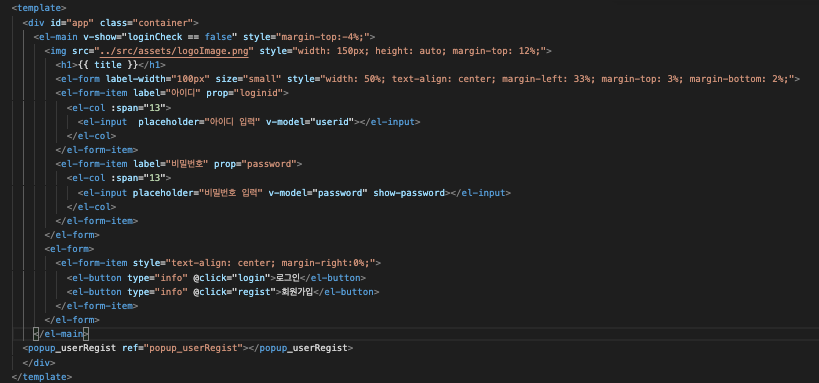 <template>
  <div id="app" class="container">
    <el-main v-show="loginCheck == false" style="margin-top:-4%;">
      <img src="../src/assets/logoImage.png" style="width: 150px; height: auto; margin-top: 12%;">
        <h1>{{ title }}</h1>
        <el-form label-width="100px" size="small" style="width: 50%; text-align: center; margin-left: 33%; margin-top: 3%; margin-bottom: 2%;">
        <el-form-item label="아이디" prop="loginid">
          <el-col :span="13">
            <el-input  placeholder="아이디 입력" v-model="userid"></el-input>
          </el-col>
        </el-form-item>
        <el-form-item label="비밀번호" prop="password">
          <el-col :span="13">
            <el-input placeholder="비밀번호 입력" v-model="password" show-password></el-input>
          </el-col>
        </el-form-item>
      </el-form>
      <el-form>
        <el-form-item style="text-align: center; margin-right:0%;">
          <el-button type="info" @click="login">로그인</el-button>
          <el-button type="info" @click="regist">회원가입</el-button>
        </el-form-item>
      </el-form>
    </el-main>
  <popup_userRegist ref="popup_userRegist"></popup_userRegist>
  </div>
</template>